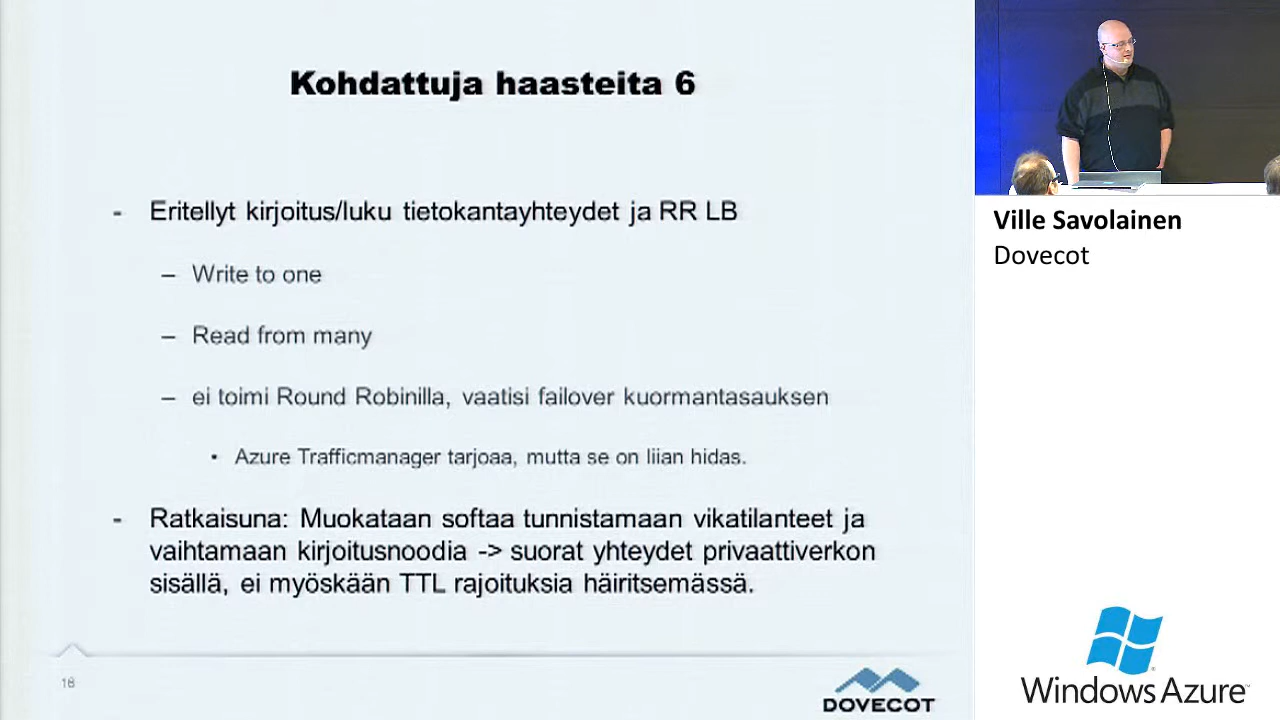 Kohdattuja haasteita 6
- Eritellyt kirjoitus/luku tietokantayhteydet ja RR LB
– Write to one
– Read from many
– ei toimi Round Robinilla, vaatisi failover kuormantasauksen
• Azure Trafficmanager tarjoaa, mutta se on liian hidas.
- Ratkaisuna: Muokataan softaa tunnistamaan vikatilanteet ja
vaihtamaan kirjoitusnoodia -> suorat yhteydet privaattiverkon
sisällä, ei myöskään TTL rajoituksia häiritsemässä.
18
DOVECOT
Ville Savolainen
Dovecot
Windows Azure